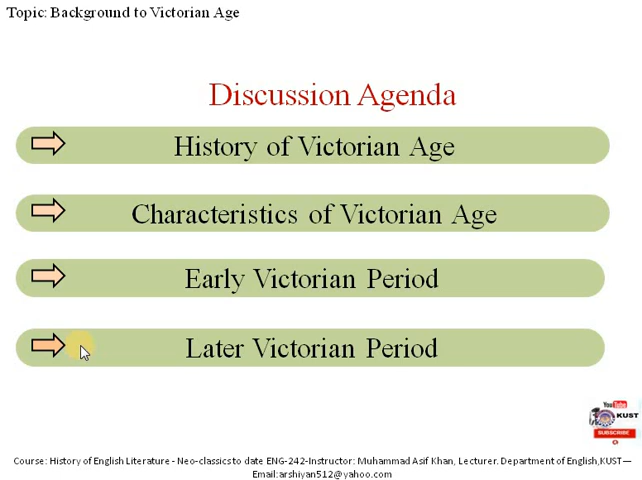 Topic: Background to Victorian Age
Discussion Agenda
History of Victorian Age
Characteristics of Victorian Age
Early Victorian Period
Later Victorian Period
YouTube
KUST
SUBSCRIBE
Course: History of English Literature - Neo-classics to date ENG-242-Instructor: Muhammad Asif Khan, Lecturer. Department of English,KUST—
Email:arshiyan512@yahoo.com